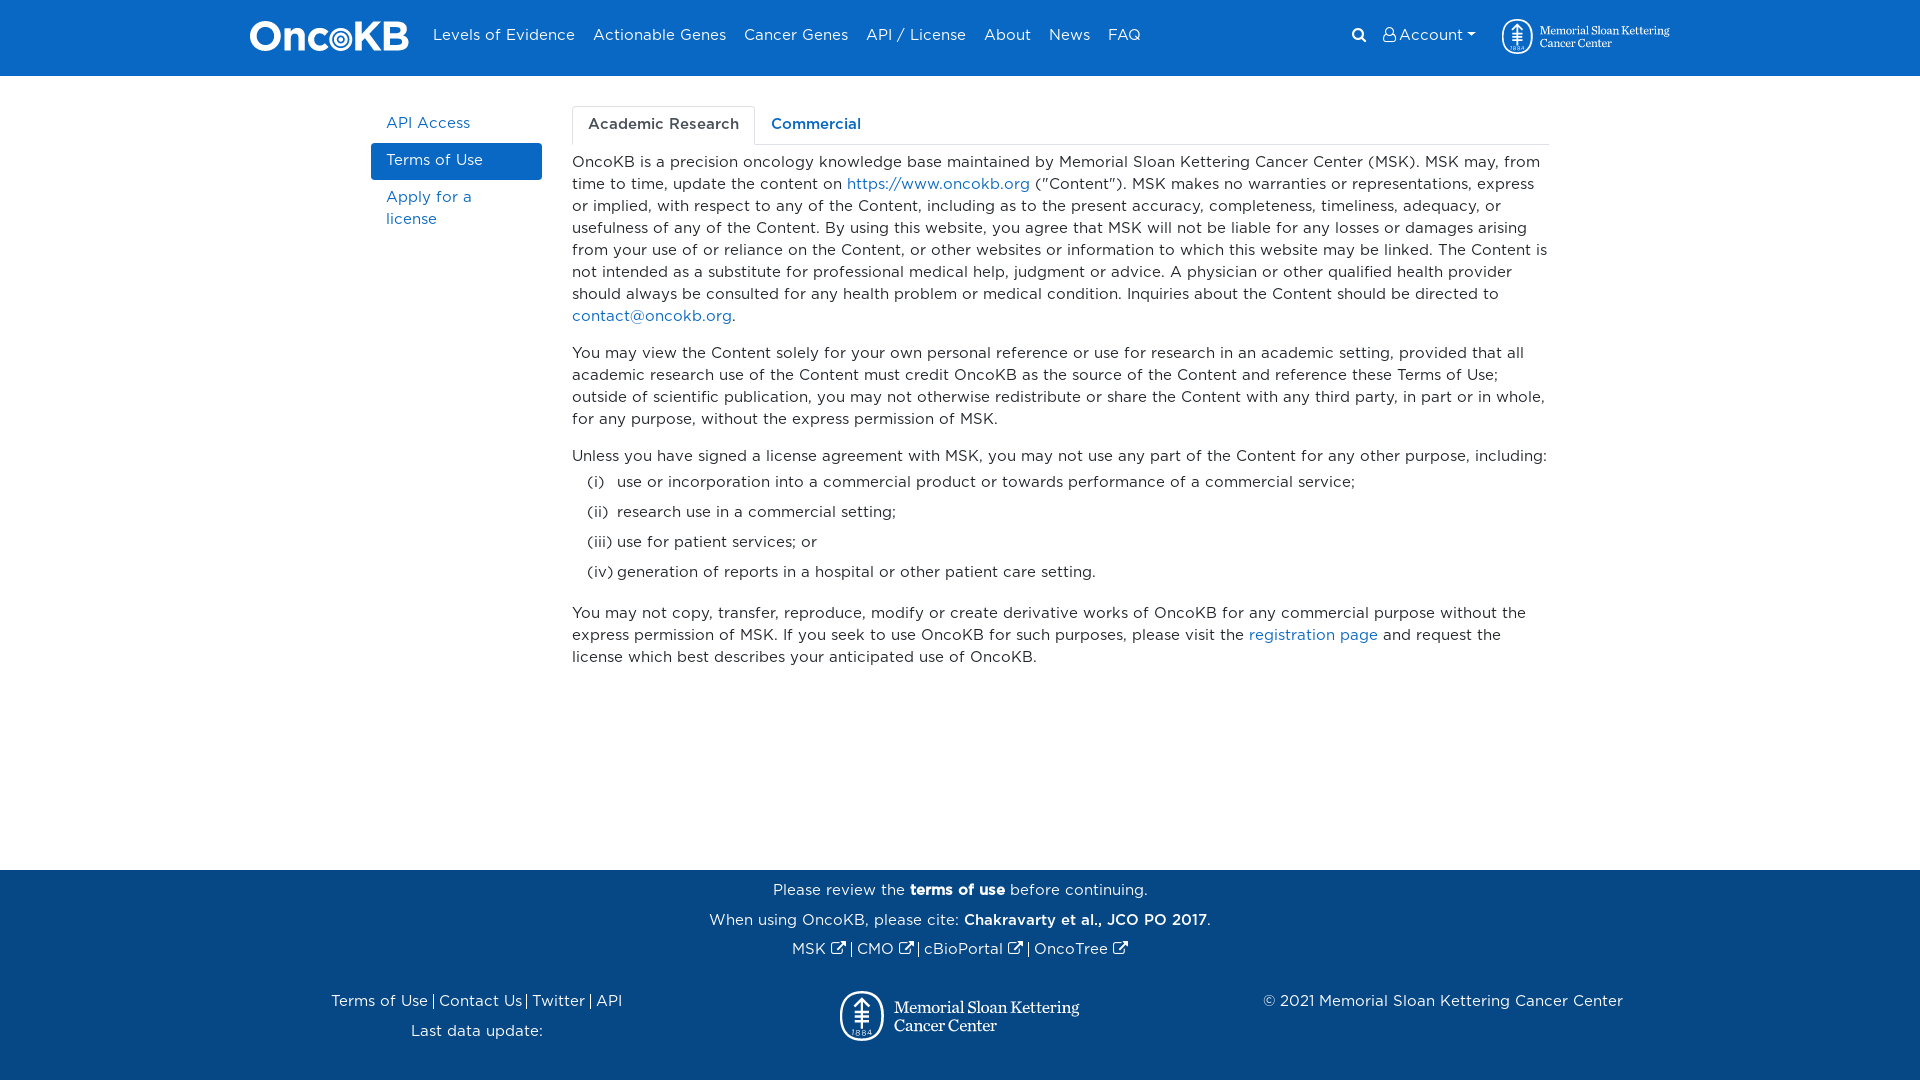 OncoKB Levels of Evidence Actionable Genes Cancer Genes API / License About News FAQ Account Memorial Sloan Kettering
Cancer Center
1884
API Access
Terms of Use
Apply for a
license
Academic Research Commercial
OncoKB is a precision oncology knowledge base maintained by Memorial Sloan Kettering Cancer Center (MSK). MSK may, from
time to time, update the content on https://www.oncokb.org ("Content"). MSK makes no warranties or representations, express
or implied, with respect to any of the Content, including as to the present accuracy, completeness, timeliness, adequacy, or
usefulness of any of the Content. By using this website, you agree that MSK will not be liable for any losses or damages arising
from your use of or reliance on the Content, or other websites or information to which this website may be linked. The Content is
not intended as a substitute for professional medical help, judgment or advice. A physician or other qualified health provider
should always be consulted for any health problem or medical condition. Inquiries about the Content should be directed to
contact@oncokb.org.
You may view the Content solely for your own personal reference or use for research in an academic setting, provided that all
academic research use of the Content must credit OncoKB as the source of the Content and reference these Terms of Use;
outside of scientific publication, you may not otherwise redistribute or share the Content with any third party, in part or in whole,
for any purpose, without the express permission of MSK.
Unless you have signed a license agreement with MSK, you may not use any part of the Content for any other purpose, including:
(i) use or incorporation into a commercial product or towards performance of a commercial service;
(ii) research use in a commercial setting;
(iii) use for patient services; or
(iv) generation of reports in a hospital or other patient care setting.
You may not copy, transfer, reproduce, modify or create derivative works of OncoKB for any commercial purpose without the
express permission of MSK. If you seek to use OncoKB for such purposes, please visit the registration page and request the
license which best describes your anticipated use of OncoKB.
Please review the terms of use before continuing.
When using OncoKB, please cite: Chakravarty et al., JCO PO 2017.
MSK | CMO | cBioPortal | OncoTree
Terms of Use | Contact Us | Twitter | API
Last data update:
Memorial Sloan Kettering
Cancer Center
1884
© 2021 Memorial Sloan Kettering Cancer Center